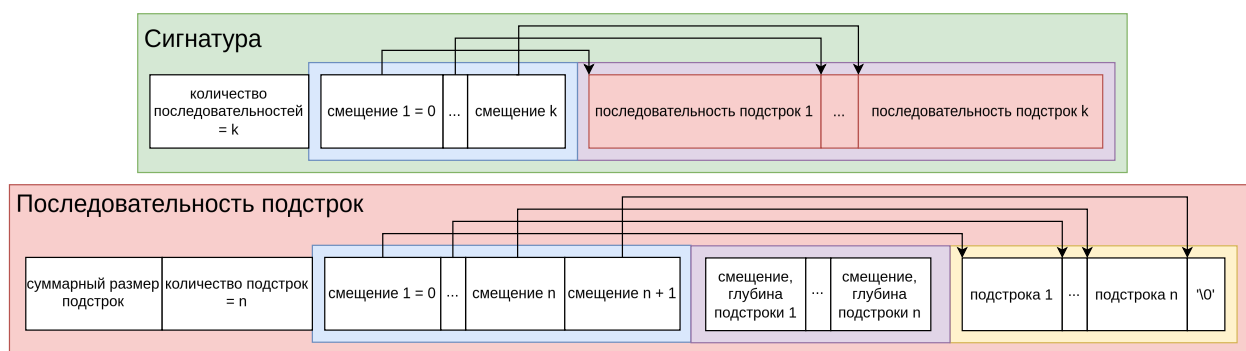 Сигнатура
количество
последовательностей
= k
смещение 1 = 0
...
смещение k
последовательность подстрок 1
...
последовательность подстрок k
Последовательность подстрок
суммарный размер
подстрок
количество подстрок
= n
смещение 1 = 0
...
смещение n
смещение n + 1
смещение,
глубина
подстроки 1
...
смещение,
глубина
подстроки n
подстрока 1
...
подстрока n
'\0'